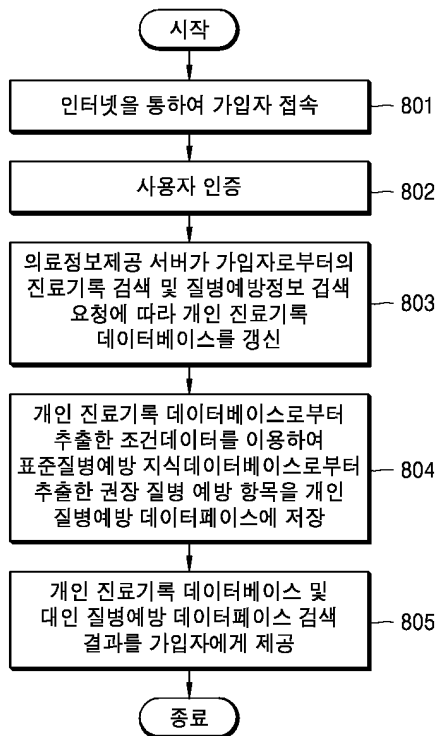 시작
인터넷을 통하여 가입자 접속
801
사용자 인증
802
의료정보제공 서버가 가입자로부터의
진료기록 검색 및 질병예방정보 겁색
요청에 따라 개인 진료기록
데이터베이스를 갱신
803
개인 진료기록 데이터베이스로부터
추출한 조건데이터를 이용하여
표준질병예방 지식데이터베이스로부터
추출한 권장 질병 예방 항목을 개인
질병예방 데이터페이스에 저장
804
개인 진료기록 데이터베이스 및
대인 질병예방 데이터페이스 검색
결과를 가입자에게 제공
805
종료